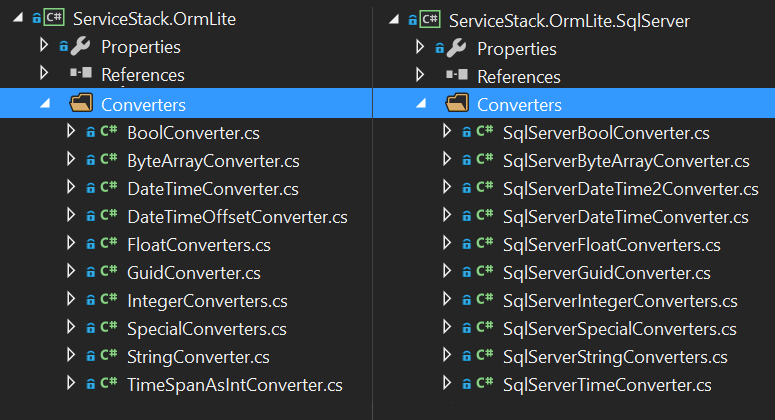 C# ServiceStack.OrmLite
Properties
References
Converters
C# BoolConverter.cs
C# ByteArrayConverter.cs
C# DateTimeConverter.cs
C# DateTimeOffsetConverter.cs
C# FloatConverters.cs
C# GuidConverter.cs
C# IntegerConverters.cs
C# SpecialConverters.cs
C# StringConverter.cs
C# TimeSpanAsIntConverter.cs
C# ServiceStack.OrmLite.SqlServer
Properties
References
Converters
C# SqlServerBoolConverter.cs
C# SqlServerByteArrayConverter.cs
C# SqlServerDateTime2Converter.cs
C# SqlServerDateTimeConverter.cs
C# SqlServerFloatConverters.cs
C# SqlServerGuidConverter.cs
C# SqlServerIntegerConverters.cs
C# SqlServerSpecialConverters.cs
C# SqlServerStringConverters.cs
C# SqlServerTimeConverter.cs